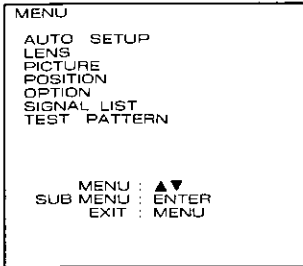 MENU
AUTO SETUP
LENS
PICTURE
POSITION
OPTION
SIGNAL LIST
TEST PATTERN
MENU : ▲▼
SUB MENU : ENTER
EXIT : MENU